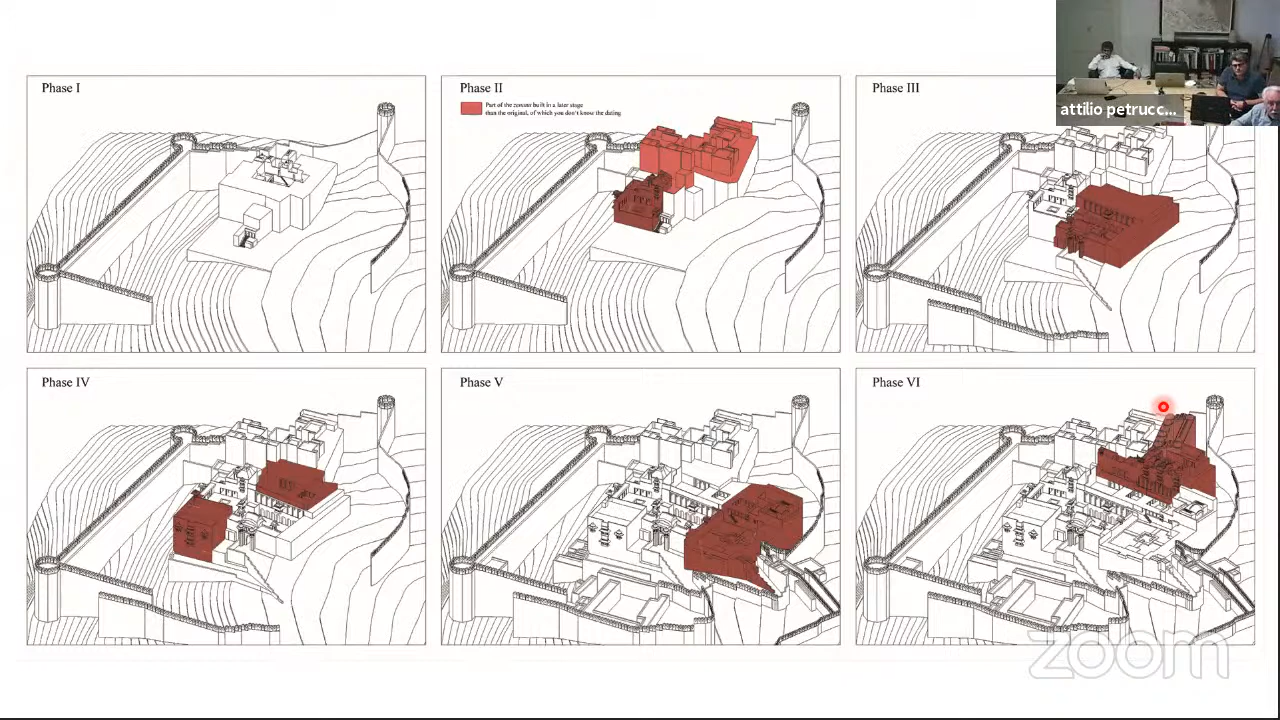 Phase I
Phase II
Part of the zenana built in a later stage
than the original, of which you don't know the dating
Phase III
attilio petrucc...
Phase IV
Phase V
Phase VI
zoom